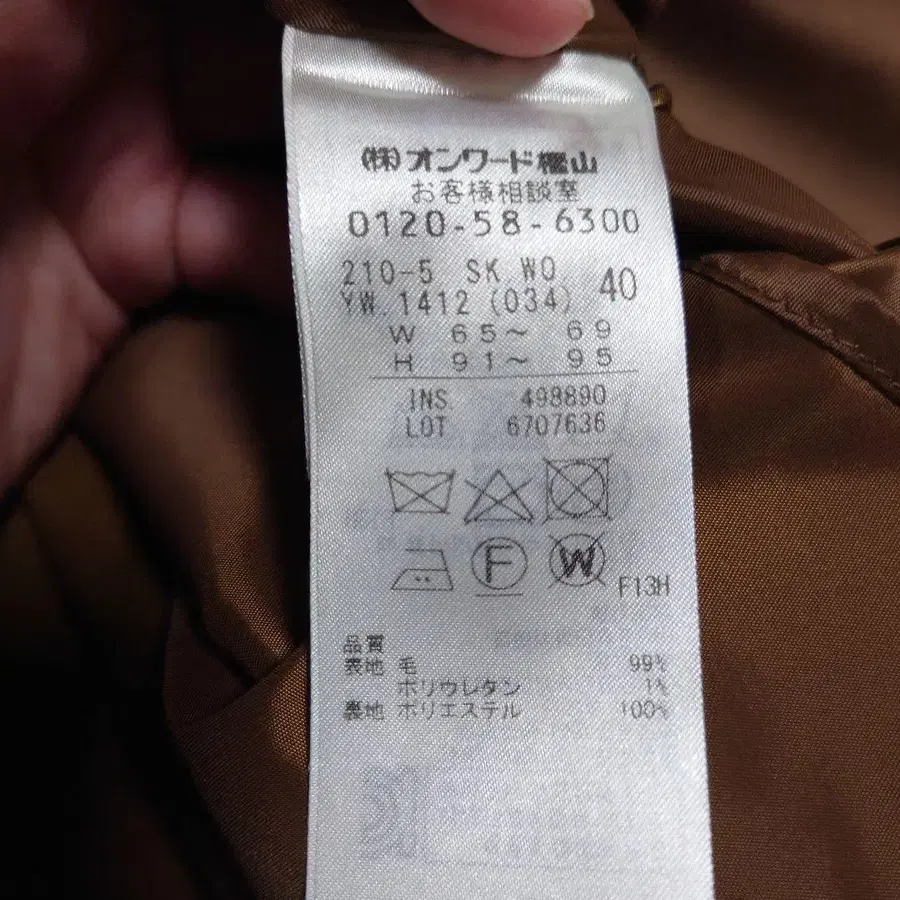 (株)オンワード樫山
お客様相談室
0120-58-6300
210-5 SK WO. 40
YW. 1412 (034)
W 65~ 69
H 91~ 95
INS. 498890
LOT 6707636
F
W
F13H
品質
表地 毛 99%
ポリウレタン 1%
裏地 ポリエステル 100%